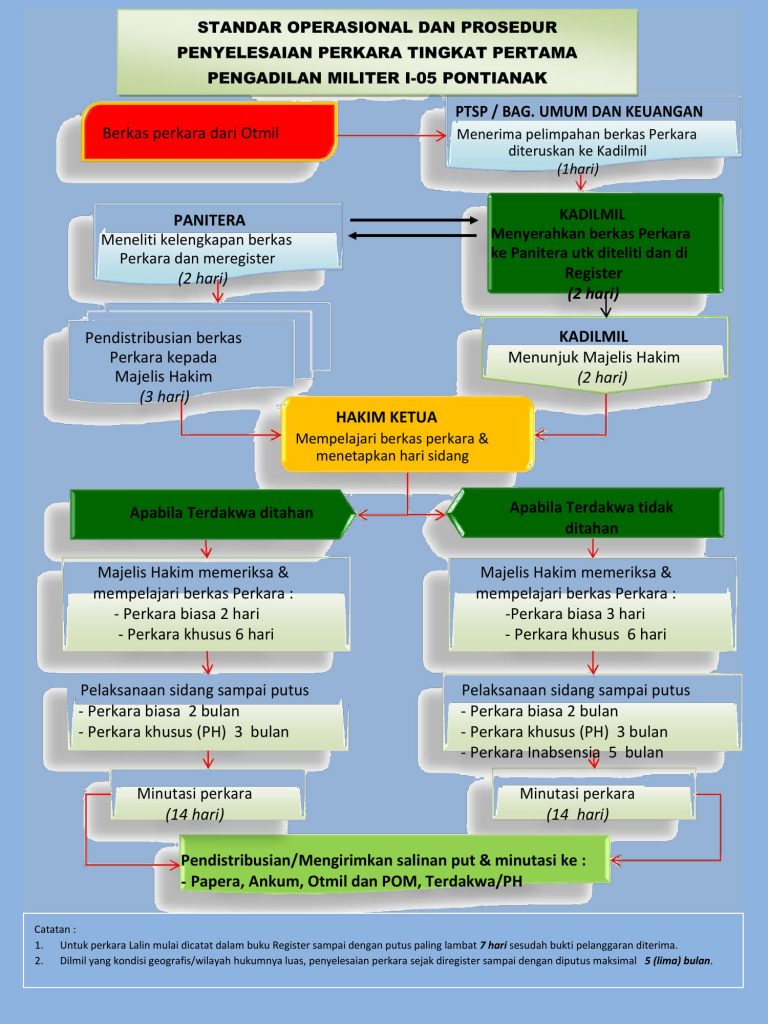 STANDAR OPERASIONAL DAN PROSEDUR
PENYELESAIAN PERKARA TINGKAT PERTAMA
PENGADILAN MILITER I-05 PONTIANAK
Berkas perkara dari Otmil
PTSP / BAG. UMUM DAN KEUANGAN
Menerima pelimpahan berkas Perkara
diteruskan ke Kadilmil
(1hari)
PANITERA
Meneliti kelengkapan berkas
Perkara dan meregister
(2 hari)
KADILMIL
Menyerahkan berkas Perkara
ke Panitera utk diteliti dan di
Register
(2 hari)
Pendistribusian berkas
Perkara kepada
Majelis Hakim
(3 hari)
KADILMIL
Menunjuk Majelis Hakim
(2 hari)
HAKIM KETUA
Mempelajari berkas perkara &
menetapkan hari sidang
Apabila Terdakwa ditahan
Apabila Terdakwa tidak
ditahan
Majelis Hakim memeriksa &
mempelajari berkas Perkara :
- Perkara biasa 2 hari
- Perkara khusus 6 hari
Majelis Hakim memeriksa &
mempelajari berkas Perkara :
-Perkara biasa 3 hari
- Perkara khusus 6 hari
Pelaksanaan sidang sampai putus
- Perkara biasa 2 bulan
- Perkara khusus (PH) 3 bulan
Pelaksanaan sidang sampai putus
- Perkara biasa 2 bulan
- Perkara khusus (PH) 3 bulan
- Perkara Inabsensia 5 bulan
Minutasi perkara
(14 hari)
Minutasi perkara
(14 hari)
Pendistribusian/Mengirimkan salinan put & minutasi ke :
- Papera, Ankum, Otmil dan POM, Terdakwa/PH
Catatan :
1. Untuk perkara Lalin mulai dicatat dalam buku Register sampai dengan putus paling lambat 7 hari sesudah bukti pelanggaran diterima.
2. Dilmil yang kondisi geografis/wilayah hukumnya luas, penyelesaian perkara sejak diregister sampai dengan diputus maksimal 5 (lima) bulan.